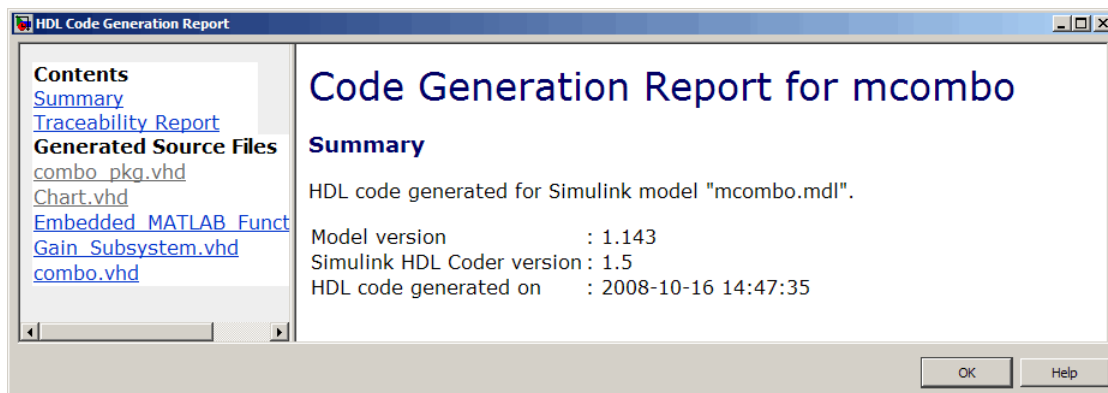 HDL Code Generation Report
Contents
Summary
Traceability Report
Generated Source Files
combo_pkg.vhd
Chart.vhd
Embedded_MATLAB_Funct
Gain_Subsystem.vhd
combo.vhd
Code Generation Report for mcombo
Summary
HDL code generated for Simulink model "mcombo.mdl".
Model version : 1.143
Simulink HDL Coder version : 1.5
HDL code generated on : 2008-10-16 14:47:35
OK Help